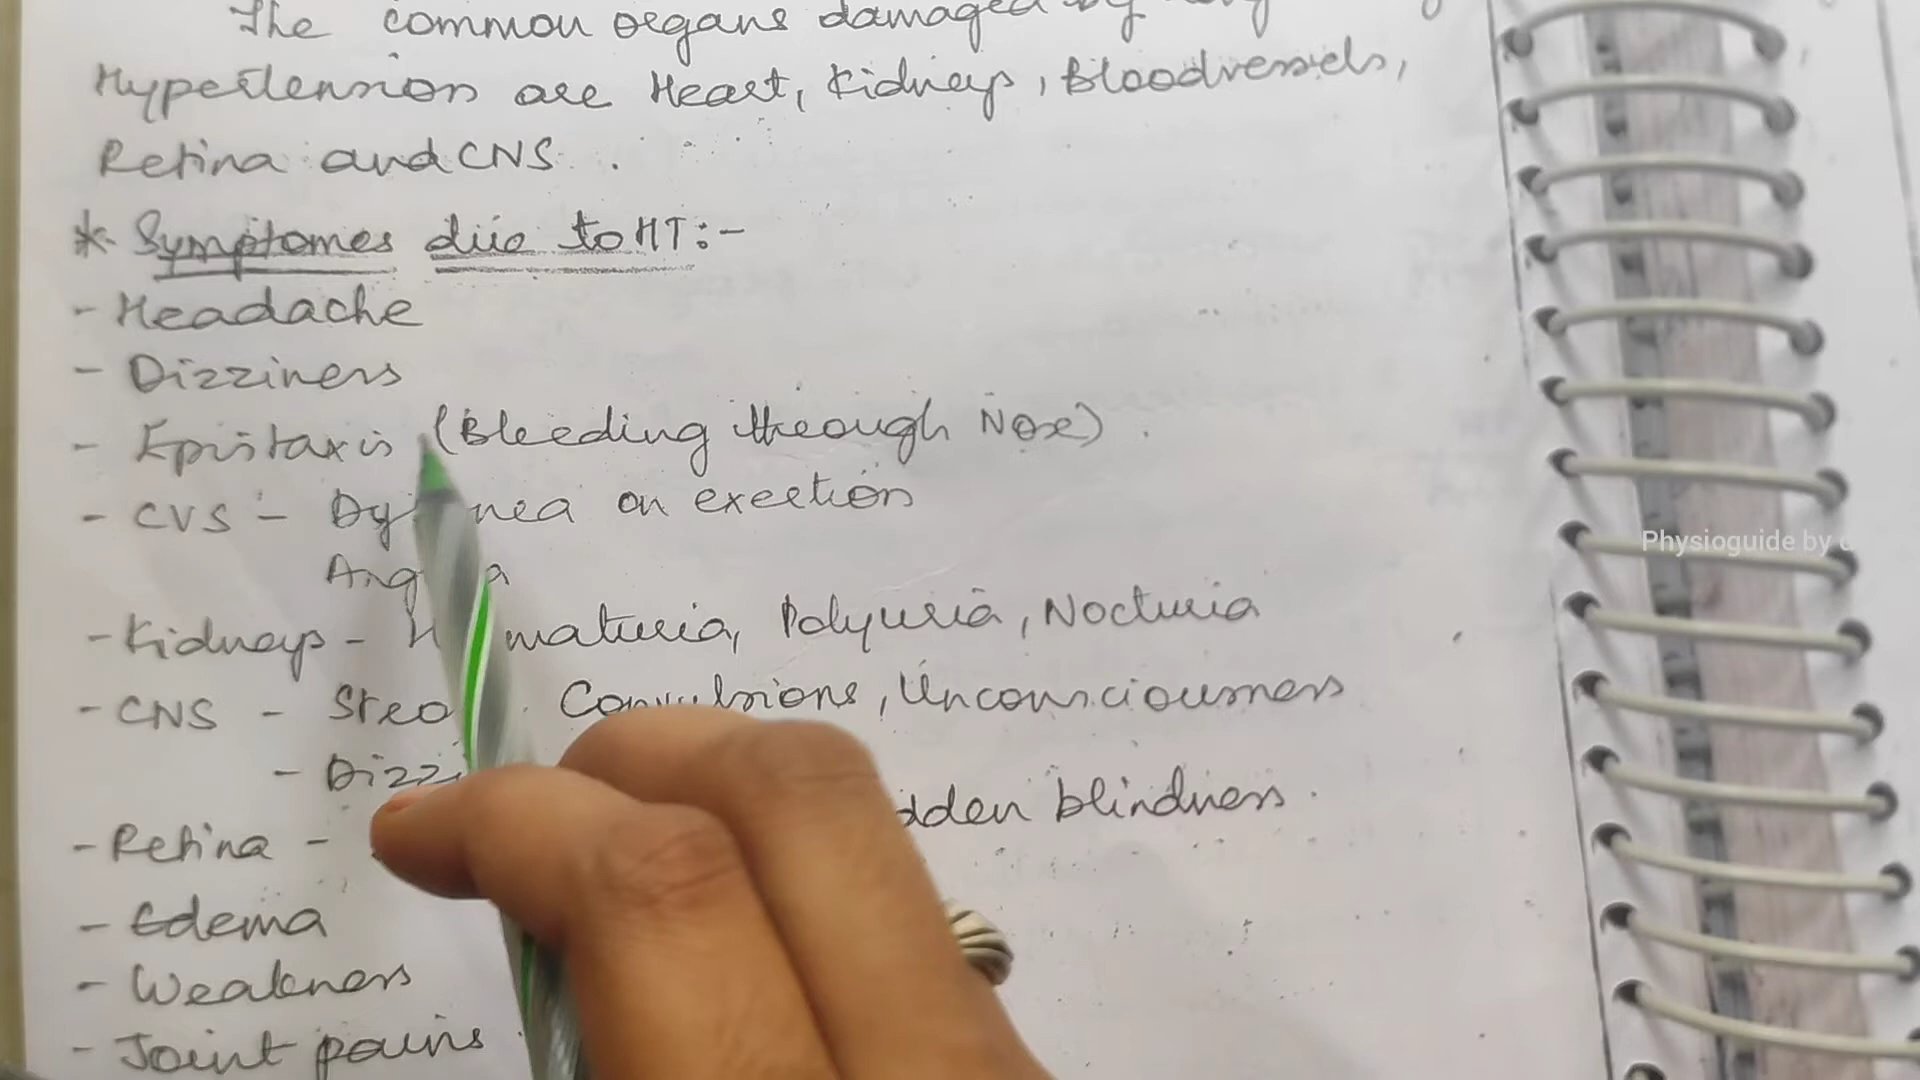 The common organs damaged by
Hypertension are Heart, Kidneys, Bloodvessels,
Retina and CNS.
* Symptomes due to HT:-
- Headache
- Dizziness
- Epistaxis (Bleeding through Nose).
- CVS - on exertion
- Kidneys - Polyuria, Nocturia
- CNS - Convulsions, Unconsciousness
- Retina - blindness.
- Edema
- Weakness
- Joint pains
Physioguide by